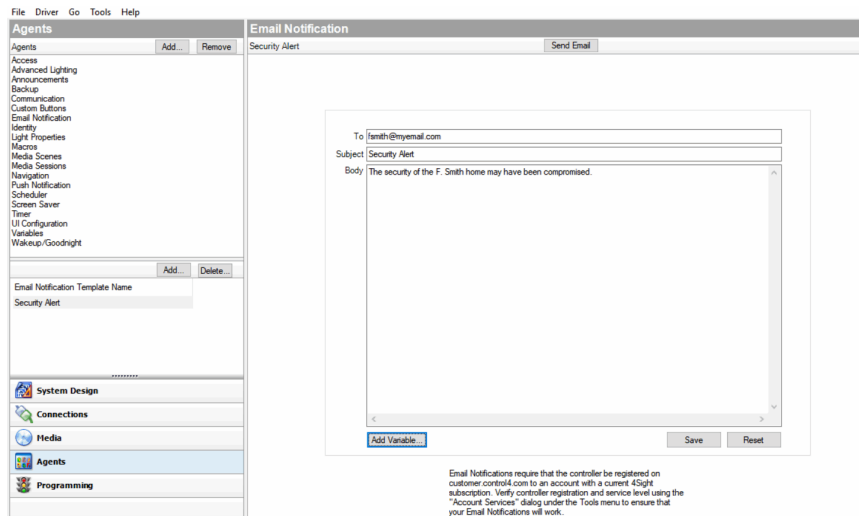 File Driver Go Tools Help
Agents
Email Notification
Agents Add... Remove
Security Alert Send Email
Access
Advanced Lighting
Announcements
Backup
Communication
Custom Buttons
Email Notification
Identity
Light Properties
Macros
Media Scenes
Media Sessions
Navigation
Push Notification
Scheduler
Screen Saver
Timer
UI Configuration
Variables
Wakeup/Goodnight
Add... Delete...
Email Notification Template Name
Security Alert
System Design
Connections
Media
Agents
Programming
To fsmith@myemail.com
Subject Security Alert
Body The security of the F. Smith home may have been compromised.
Add Variable... Save Reset
Email Notifications require that the controller be registered on
customer.control4.com to an account with a current 4Sight
subscription. Verify controller registration and service level using the
"Account Services" dialog under the Tools menu to ensure that
your Email Notifications will work.